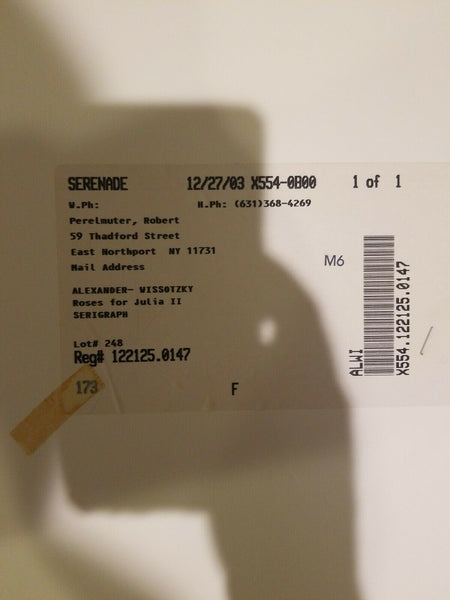 SERENADE 12/27/03 X554-0B00 1 of 1
W.Ph: H.Ph: (631)368-4269
Perelmuter, Robert
59 Thadford Street
East Northport NY 11731
Mail Address
M6
ALEXANDER- WISSOTZKY
Roses for Julia II
SERIGRAPH
Lot# 248
Reg# 122125.0147
173 F
ALWI
X554.122125.0147